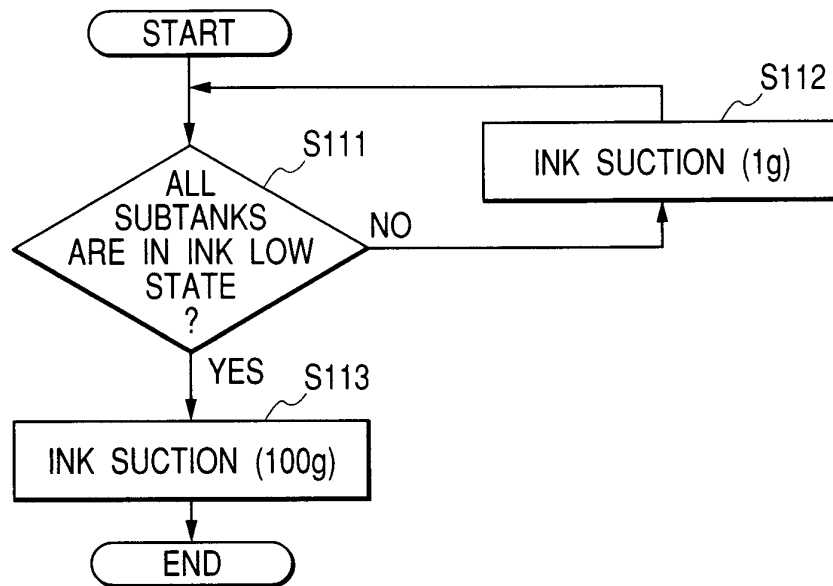 START
S112
INK SUCTION (1g)
S111
ALL
SUBTANKS
ARE IN INK LOW
STATE
?
NO
YES
S113
INK SUCTION (100g)
END